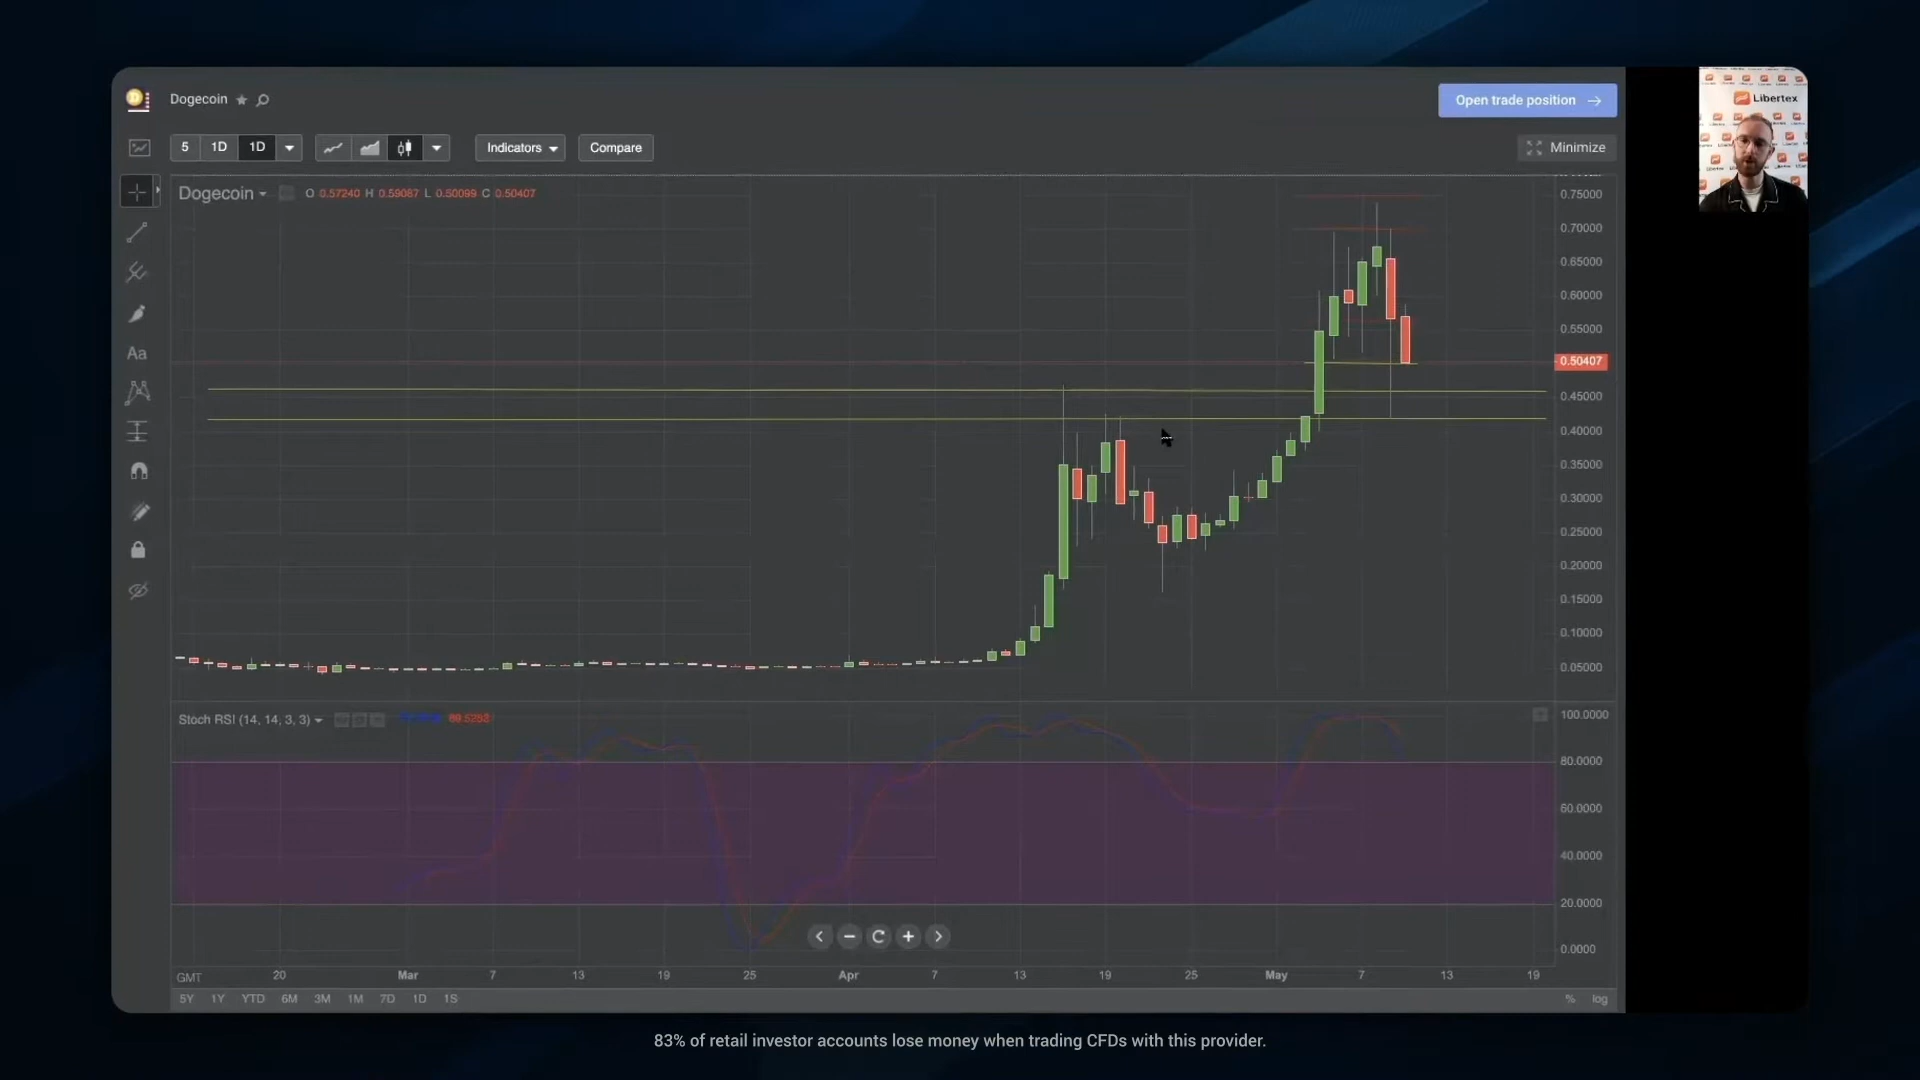 Dogecoin
Open trade position
Libertex
5 1D 1D Indicators Compare Minimize
Dogecoin O 0.57240 H 0.59087 L 0.50099 C 0.50407
0.75000
0.70000
0.65000
0.60000
0.55000
0.50407
0.45000
Aa
0.40000
0.35000
0.30000
0.25000
0.20000
0.15000
0.10000
0.05000
Stoch RSI (14, 14, 3, 3)
100.0000
80.0000
60.0000
40.0000
20.0000
0.0000
GMT 20 Mar 7 13 19 25 Apr 7 13 19 25 May 7 13 19
5Y 1Y YTD 6M 3M 1M 7D 1D 1S % log
83% of retail investor accounts lose money when trading CFDs with this provider.